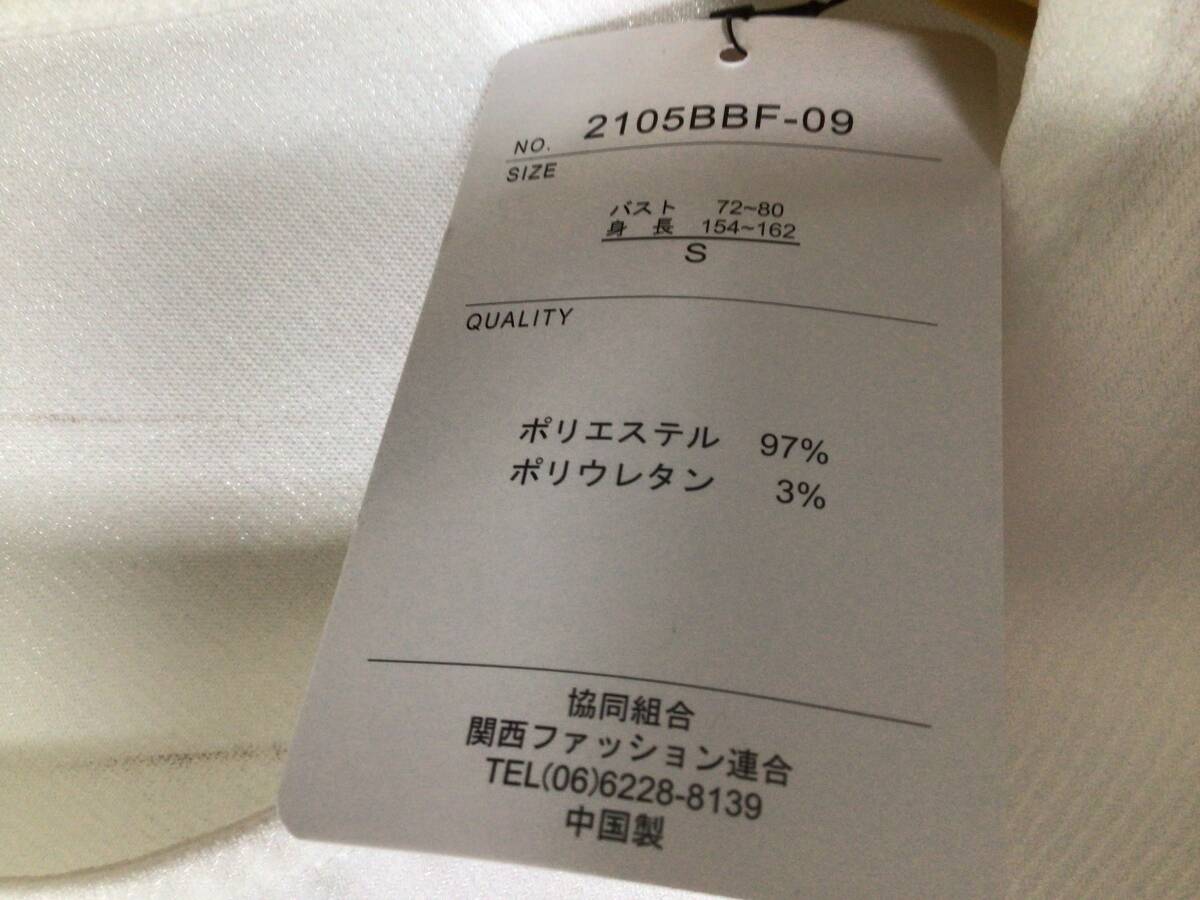 NO. 2105BBF-09
SIZE
バスト 72~80
身長 154~162
S
QUALITY
ポリエステル 97%
ポリウレタン 3%
協同組合
関西ファッション連合
TEL(06)6228-8139
中国製